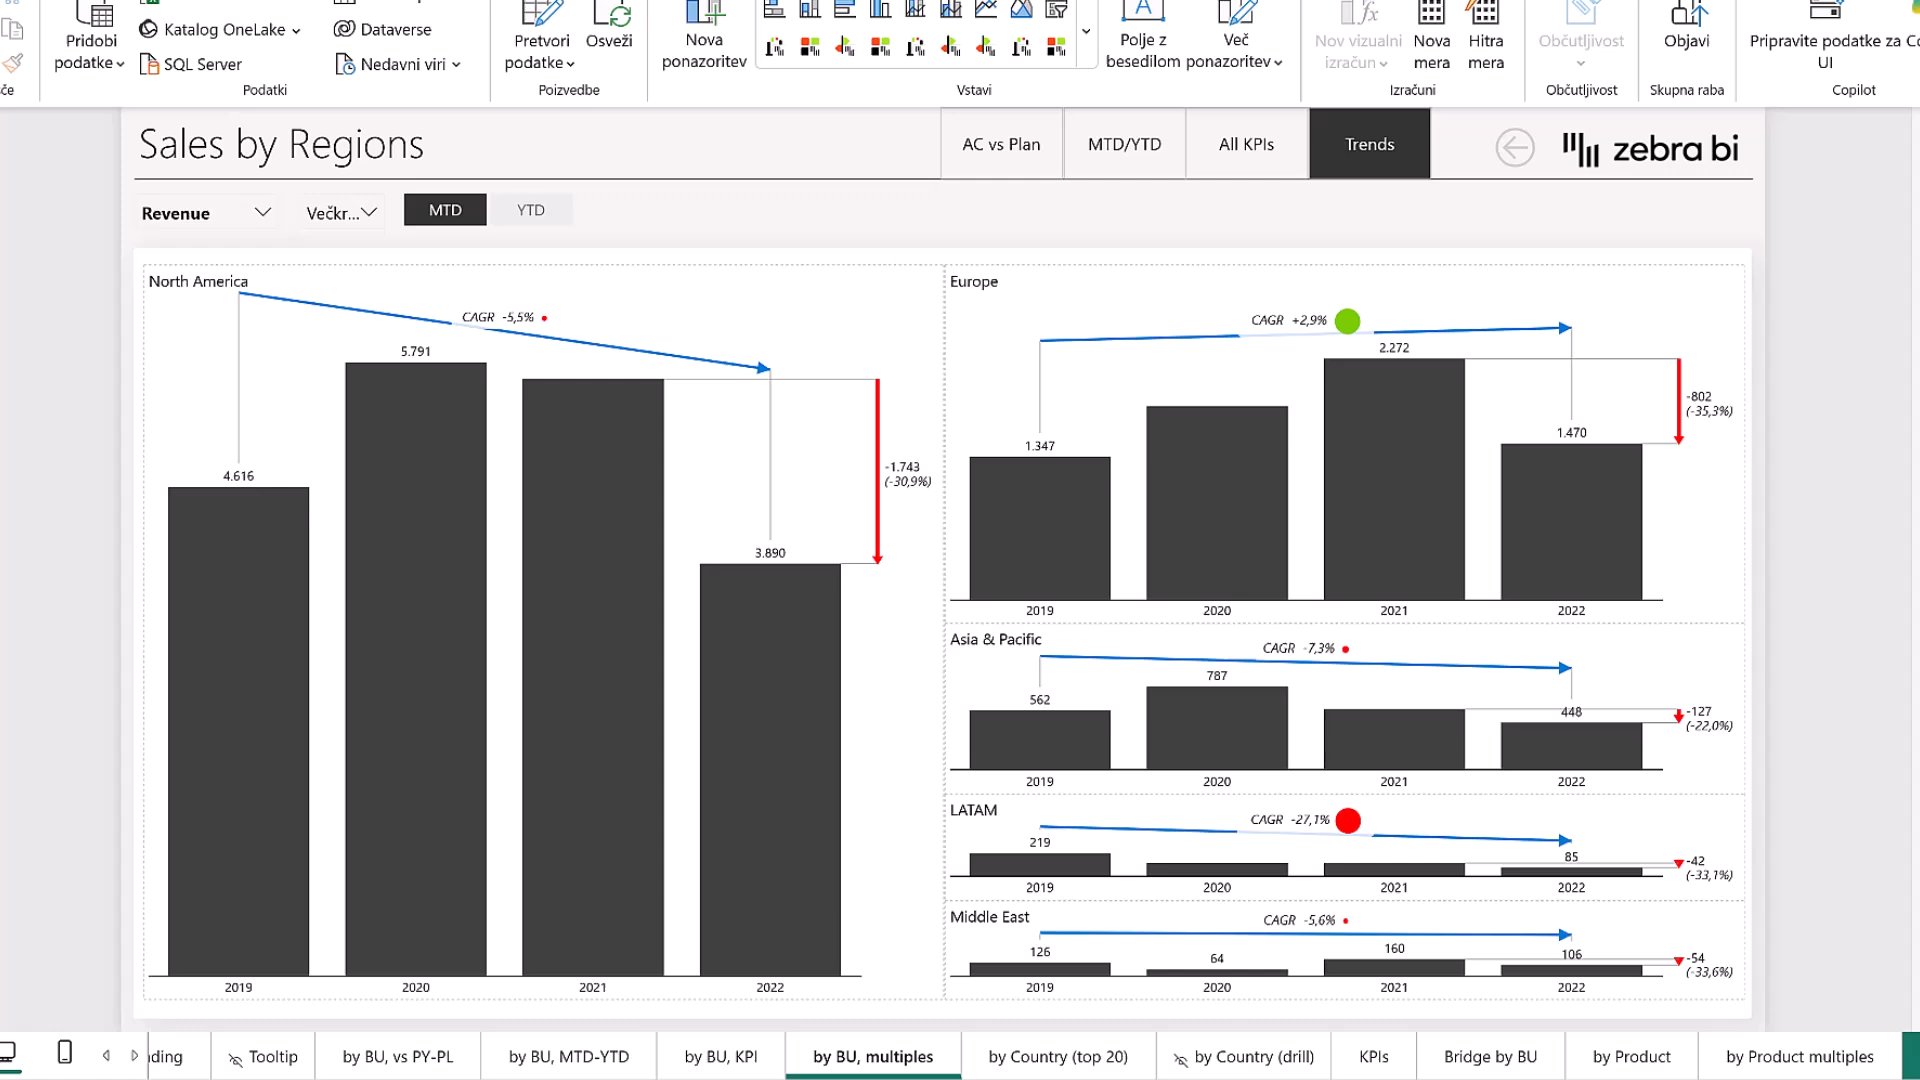 Pridobi
podatke
Katalog OneLake
SQL Server
Dataverse
Nedavni viri
Podatki
Pretvori
podatke
Osveži
Poizvedbe
Nova
ponazoritev
Polje z
besedilom
Več
ponazoritev
Vstavi
Nov vizualni
izračun
Nova
mera
Hitra
mera
Izračuni
Občutljivost
Občutljivost
Objavi
Skupna raba
Pripravite podatke za
UI
Copilot
Sales by Regions
AC vs Plan
MTD/YTD
All KPIs
Trends
zebra bi
Revenue
Večkr...
MTD
YTD
North America
CAGR -5,5%
4.616
5.791
3.890
-1.743
(-30,9%)
2019 2020 2021 2022
Europe
CAGR +2,9%
1.347
2.272
1.470
-802
(-35,3%)
2019 2020 2021 2022
Asia & Pacific
CAGR -7,3%
562
787
448
-127
(-22,0%)
2019 2020 2021 2022
LATAM
CAGR -27,1%
219
85
-42
(-33,1%)
2019 2020 2021 2022
Middle East
CAGR -5,6%
126 64 160 106
-54
(-33,6%)
2019 2020 2021 2022
Tooltip
by BU, vs PY-PL
by BU, MTD-YTD
by BU, KPI
by BU, multiples
by Country (top 20)
by Country (drill)
KPIs
Bridge by BU
by Product
by Product multiples